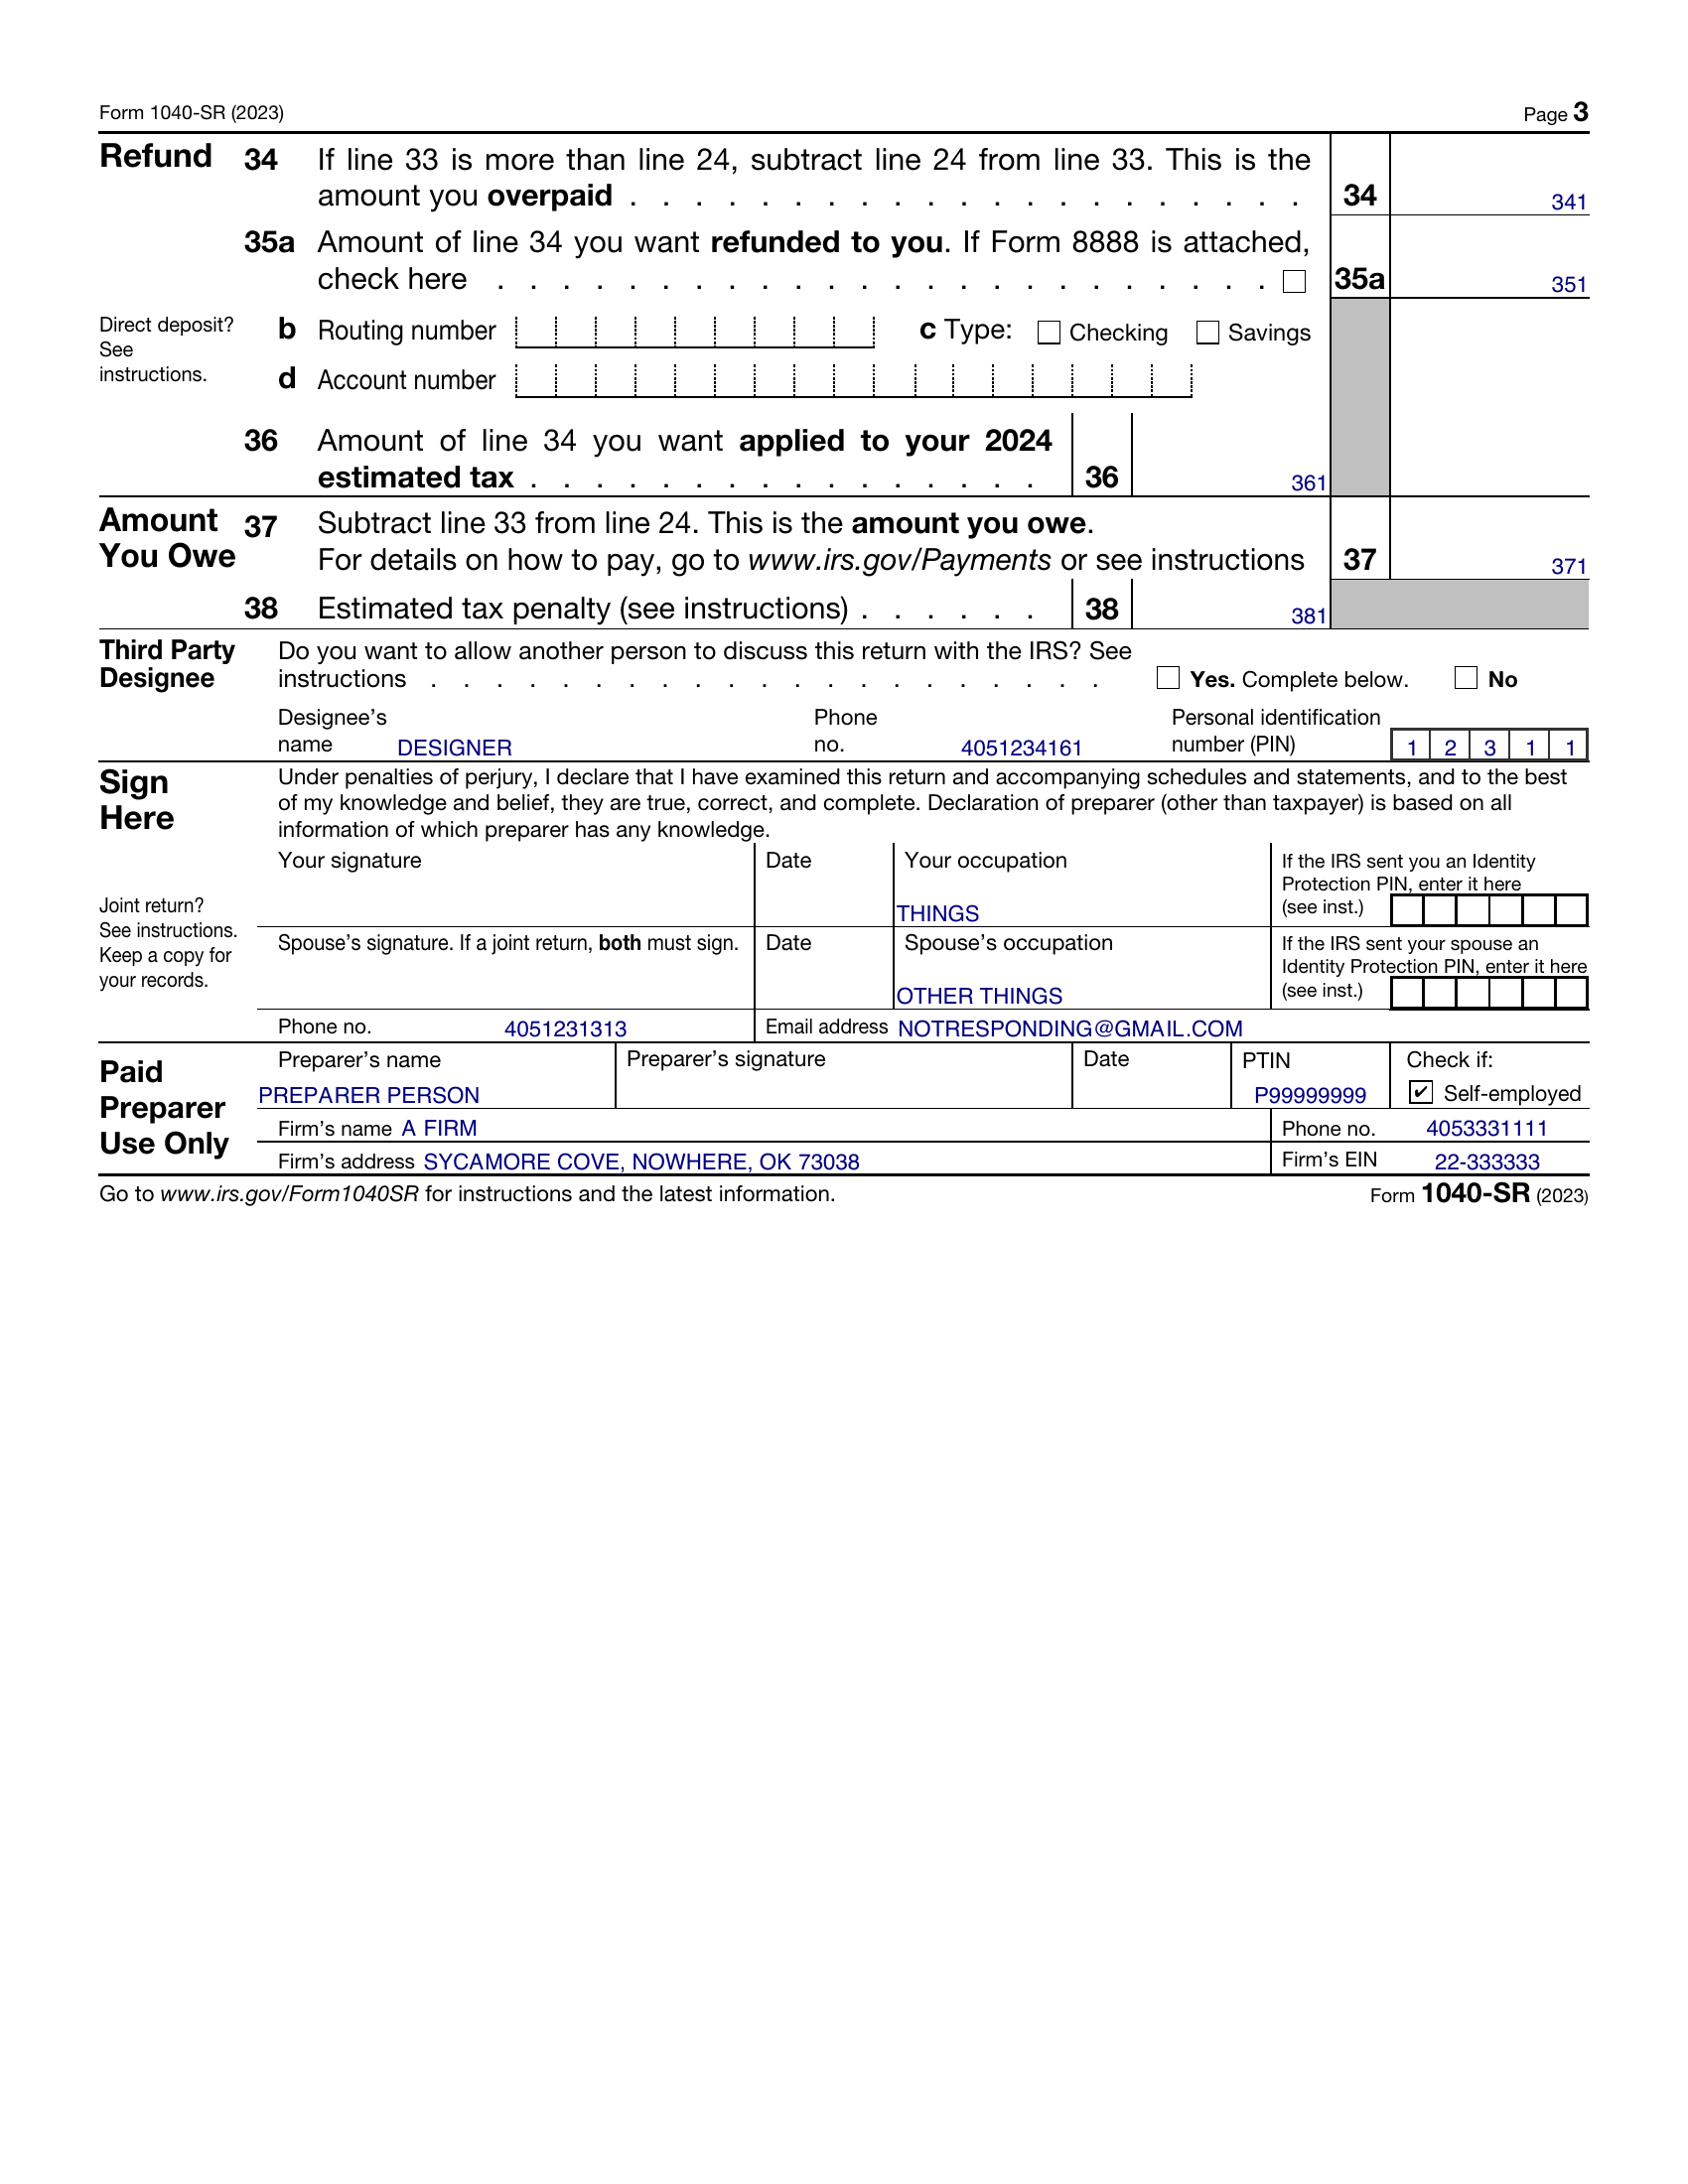 Form 1040-SR (2023) Page 3
Refund 34 If line 33 is more than line 24, subtract line 24 from line 33. This is the
amount you overpaid . . . . . . . . . . . . . . . . . . . . . 34 341
35a Amount of line 34 you want refunded to you. If Form 8888 is attached,
check here . . . . . . . . . . . . . . . . . . . . . . . . 35a 351
Direct deposit?
See
instructions.
b Routing number c Type: Checking Savings
d Account number
36 Amount of line 34 you want applied to your 2024
estimated tax . . . . . . . . . . . . . . . . 36 361
Amount
You Owe
37 Subtract line 33 from line 24. This is the amount you owe.
For details on how to pay, go to www.irs.gov/Payments or see instructions 37 371
38 Estimated tax penalty (see instructions) . . . . . . 38 381
Third Party
Designee
Do you want to allow another person to discuss this return with the IRS? See
instructions . . . . . . . . . . . . . . . . . . . . . Yes. Complete below. No
Designee's
name DESIGNER
Phone
no. 4051234161
Personal identification
number (PIN) 1 2 3 1 1
Sign
Here
Under penalties of perjury, I declare that I have examined this return and accompanying schedules and statements, and to the best
of my knowledge and belief, they are true, correct, and complete. Declaration of preparer (other than taxpayer) is based on all
information of which preparer has any knowledge.
Joint return?
See instructions.
Keep a copy for
your records.
Your signature Date Your occupation
THINGS
If the IRS sent you an Identity
Protection PIN, enter it here
(see inst.)
Spouse's signature. If a joint return, both must sign. Date Spouse's occupation
OTHER THINGS
If the IRS sent your spouse an
Identity Protection PIN, enter it here
(see inst.)
Phone no. 4051231313 Email address NOTRESPONDING@GMAIL.COM
Paid
Preparer
Use Only
Preparer's name Preparer's signature Date PTIN Check if:
PREPARER PERSON P99999999 ✔ Self-employed
Firm's name A FIRM Phone no. 4053331111
Firm's address SYCAMORE COVE, NOWHERE, OK 73038 Firm's EIN 22-333333
Go to www.irs.gov/Form1040SR for instructions and the latest information. Form 1040-SR (2023)